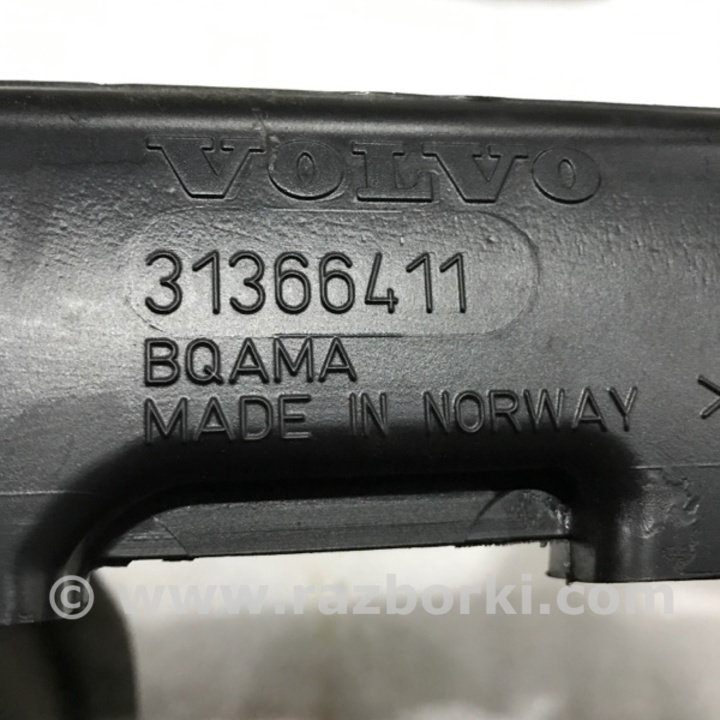 VOLVO
31366411
BQAMA
MADE IN NORWAY >
© www.razborki.com